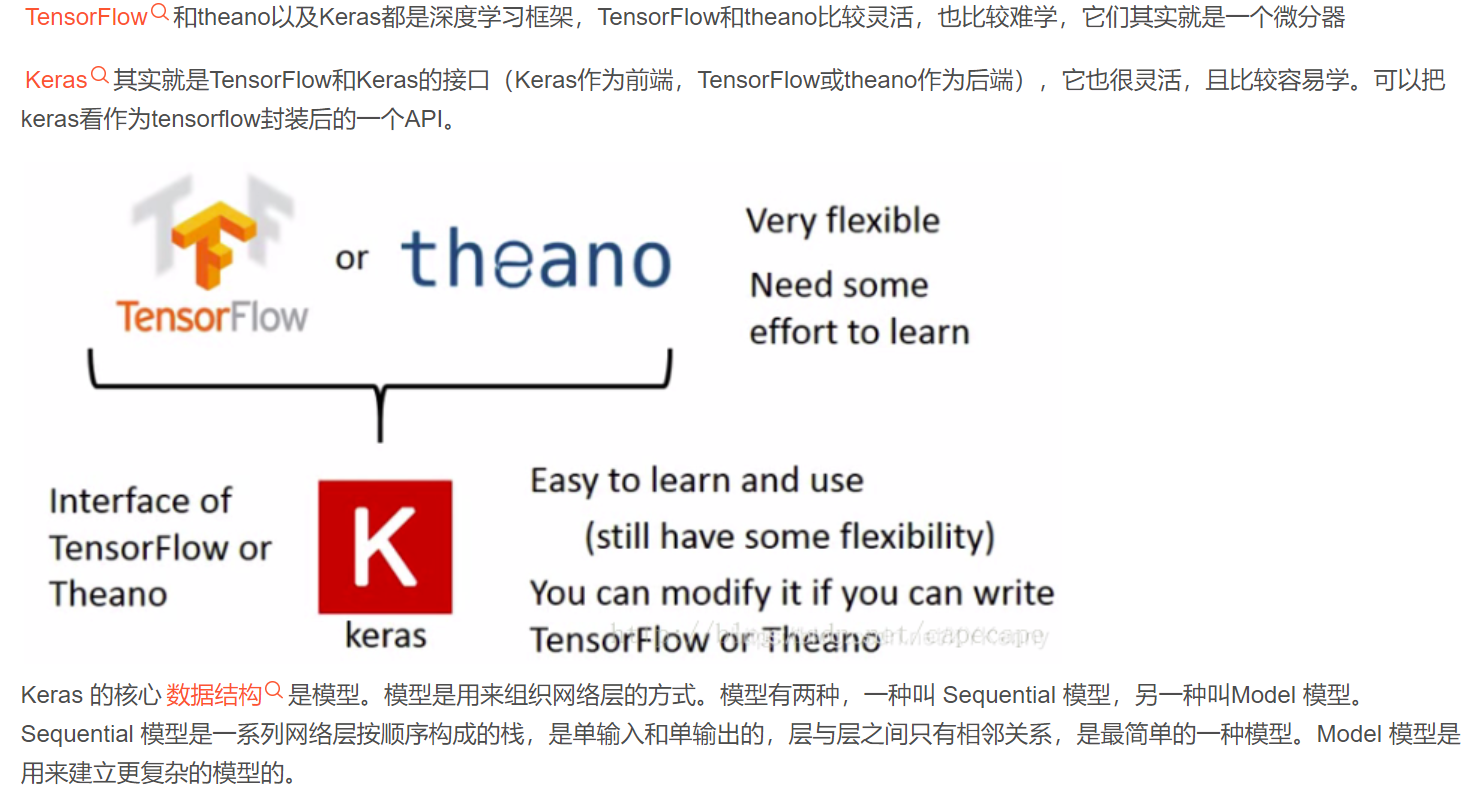 TensorFlow和theano以及Keras都是深度学习框架，TensorFlow和theano比较灵活，也比较难学，它们其实就是一个微分器
Keras其实就是TensorFlow和Keras的接口（Keras作为前端，TensorFlow或theano作为后端），它也很灵活，且比较容易学。可以把
keras看作为tensorflow封装后的一个API。
TensorFlow
or
theano
Very flexible
Need some
effort to learn
Interface of
TensorFlow or
Theano
K
keras
Easy to learn and use
(still have some flexibility)
You can modify it if you can write
TensorFlow or Theano
Keras 的核心数据结构是模型。模型是用来组织网络层的方式。模型有两种，一种叫 Sequential 模型，另一种叫Model 模型。
Sequential 模型是一系列网络层按顺序构成的栈，是单输入和单输出的，层与层之间只有相邻关系，是最简单的一种模型。Model 模型是
用来建立更复杂的模型的。